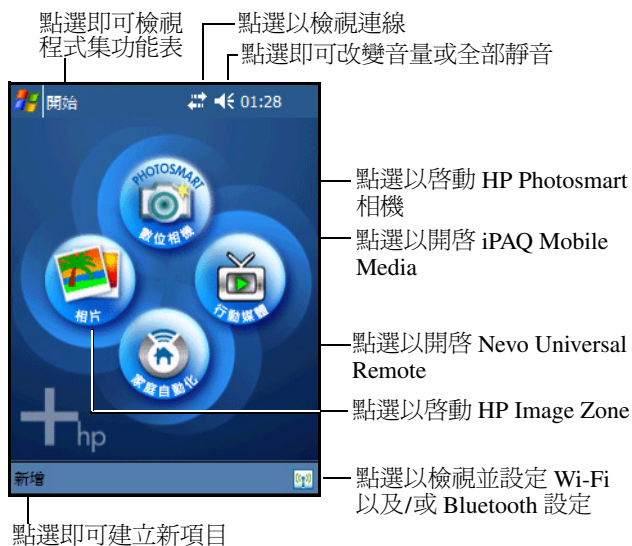 點選即可檢視
程式集功能表
點選以檢視連線
點選即可改變音量或全部靜音
開始
01:28
PHOTOSMART
數位相機
相片
行動媒體
家庭自動化
hp
新增
點選以啓動 HP Photosmart
相機
點選以開啓 iPAQ Mobile
Media
點選以開啓 Nevo Universal
Remote
點選以啓動 HP Image Zone
點選以檢視並設定 Wi-Fi
以及/或 Bluetooth 設定
點選即可建立新項目